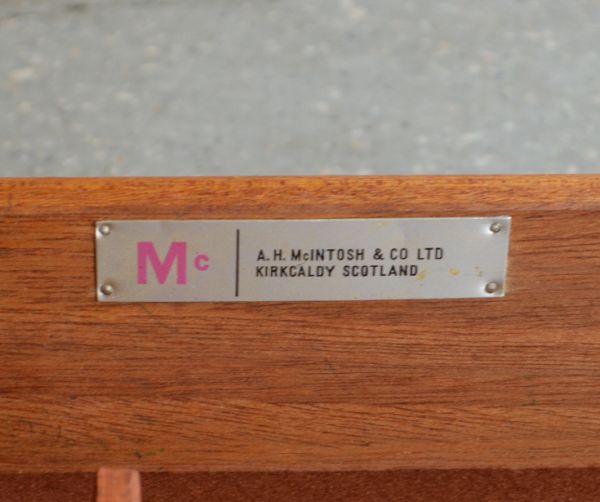 Mc
A.H. McINTOSH & CO LTD
KIRKCALDY SCOTLAND